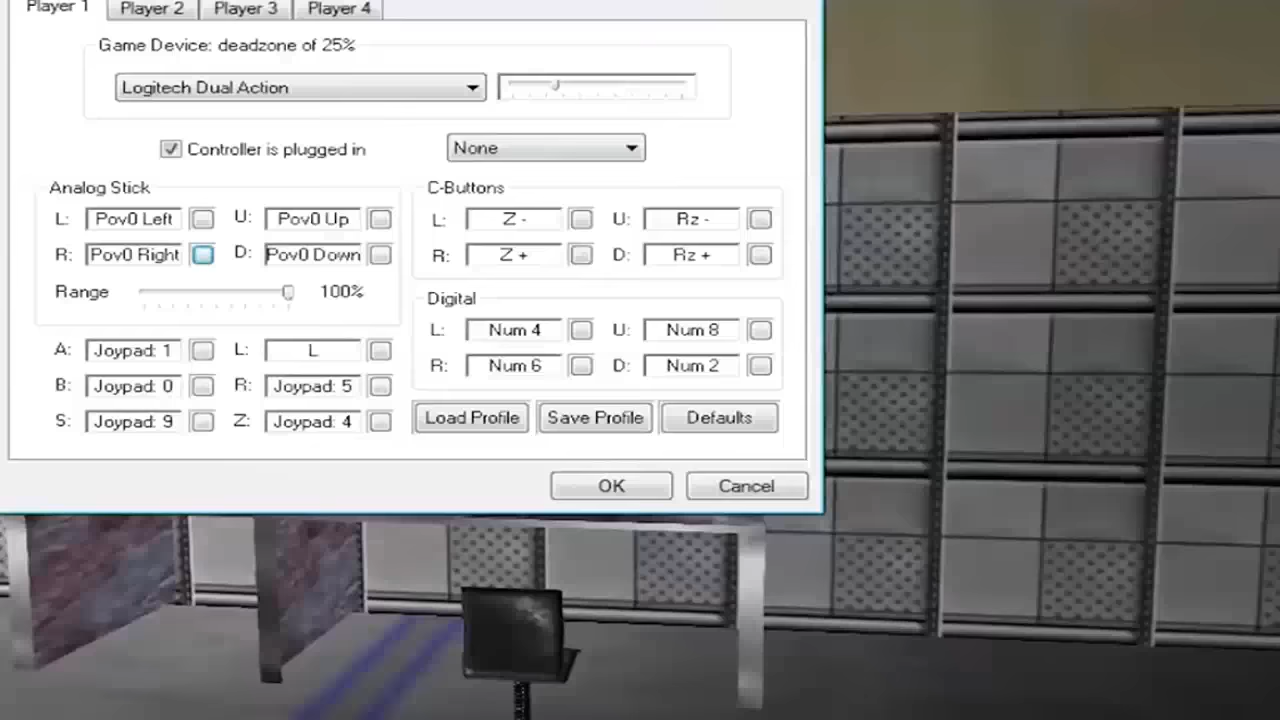 Player 1 Player 2 Player 3 Player 4
Game Device: deadzone of 25%
Logitech Dual Action
Controller is plugged in None
Analog Stick
L: Pov0 Left U: Pov0 Up
R: Pov0 Right D: Pov0 Down
Range 100%
A: Joypad: 1 L: L
B: Joypad: 0 R: Joypad: 5
S: Joypad: 9 Z: Joypad: 4
C-Buttons
L: Z - U: Rz -
R: Z + D: Rz +
Digital
L: Num 4 U: Num 8
R: Num 6 D: Num 2
Load Profile Save Profile Defaults
OK Cancel